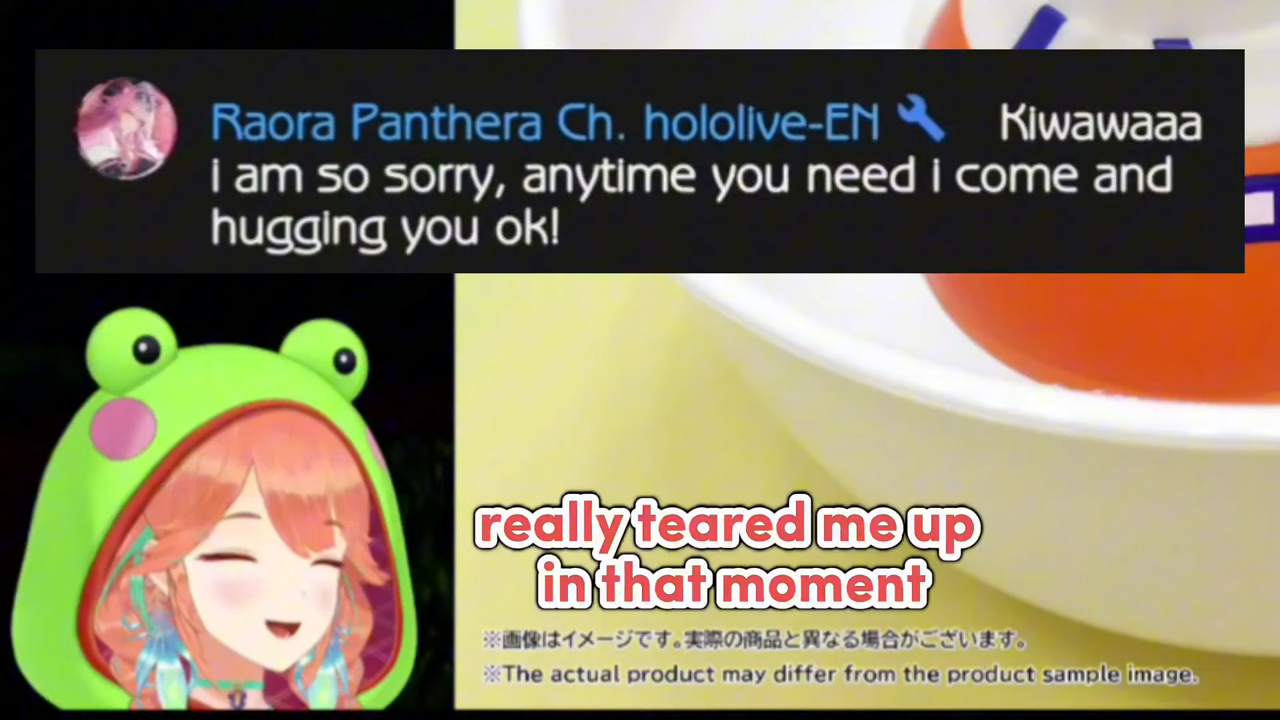 Raora Panthera Ch. hololive-EN Kiwawaaa
i am so sorry, anytime you need i come and
hugging you ok!
really teared me up
in that moment
※画像はイメージです。実際の商品と異なる場合がございます。
※The actual product may differ from the product sample image.